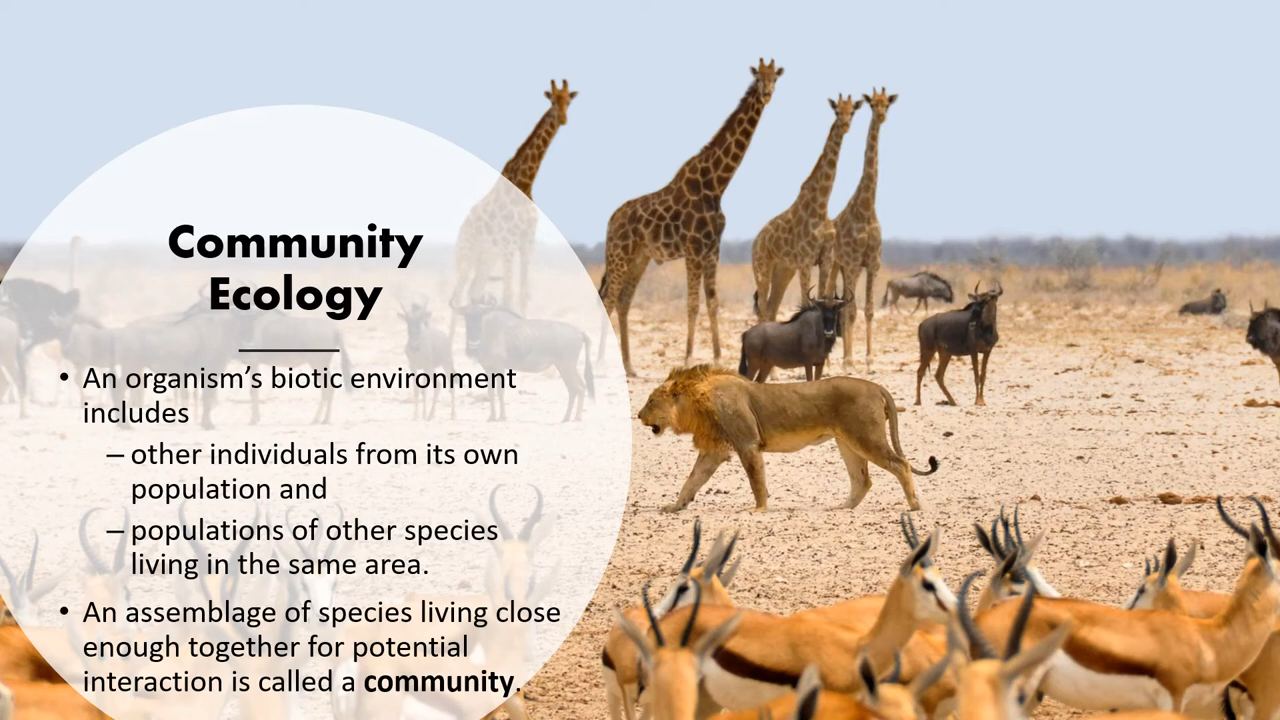 Community
Ecology
• An organism’s biotic environment
includes
– other individuals from its own
population and
– populations of other species
living in the same area.
• An assemblage of species living close
enough together for potential
interaction is called a community.